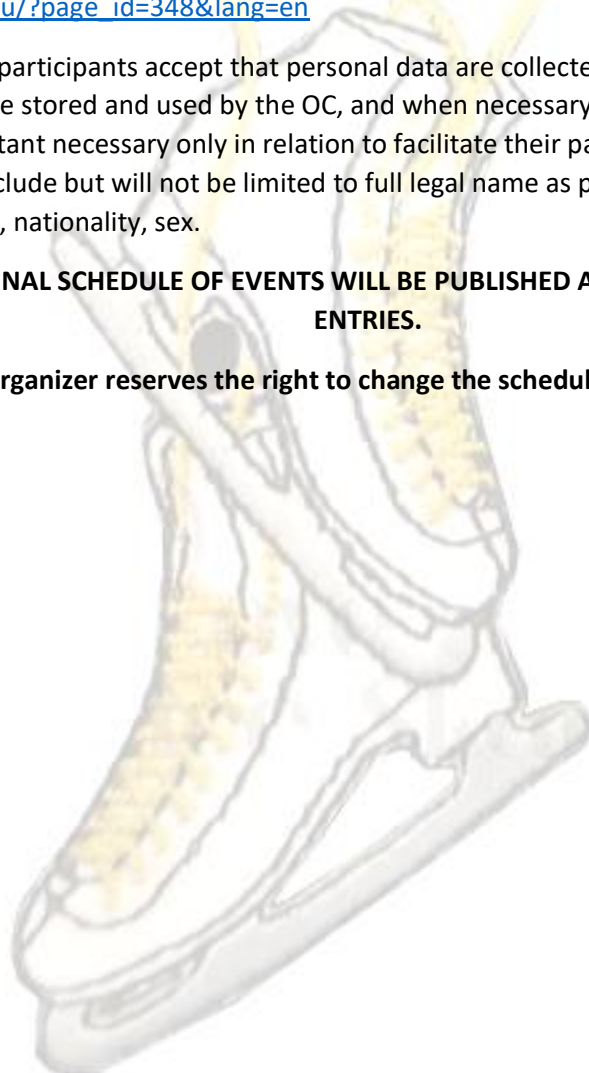 u/?page_id=348&lang=en
participants accept that personal data are collecte
e stored and used by the OC, and when necessary
tant necessary only in relation to facilitate their pa
clude but will not be limited to full legal name as p
, nationality, sex.
NAL SCHEDULE OF EVENTS WILL BE PUBLISHED A
ENTRIES.
rganizer reserves the right to change the schedul